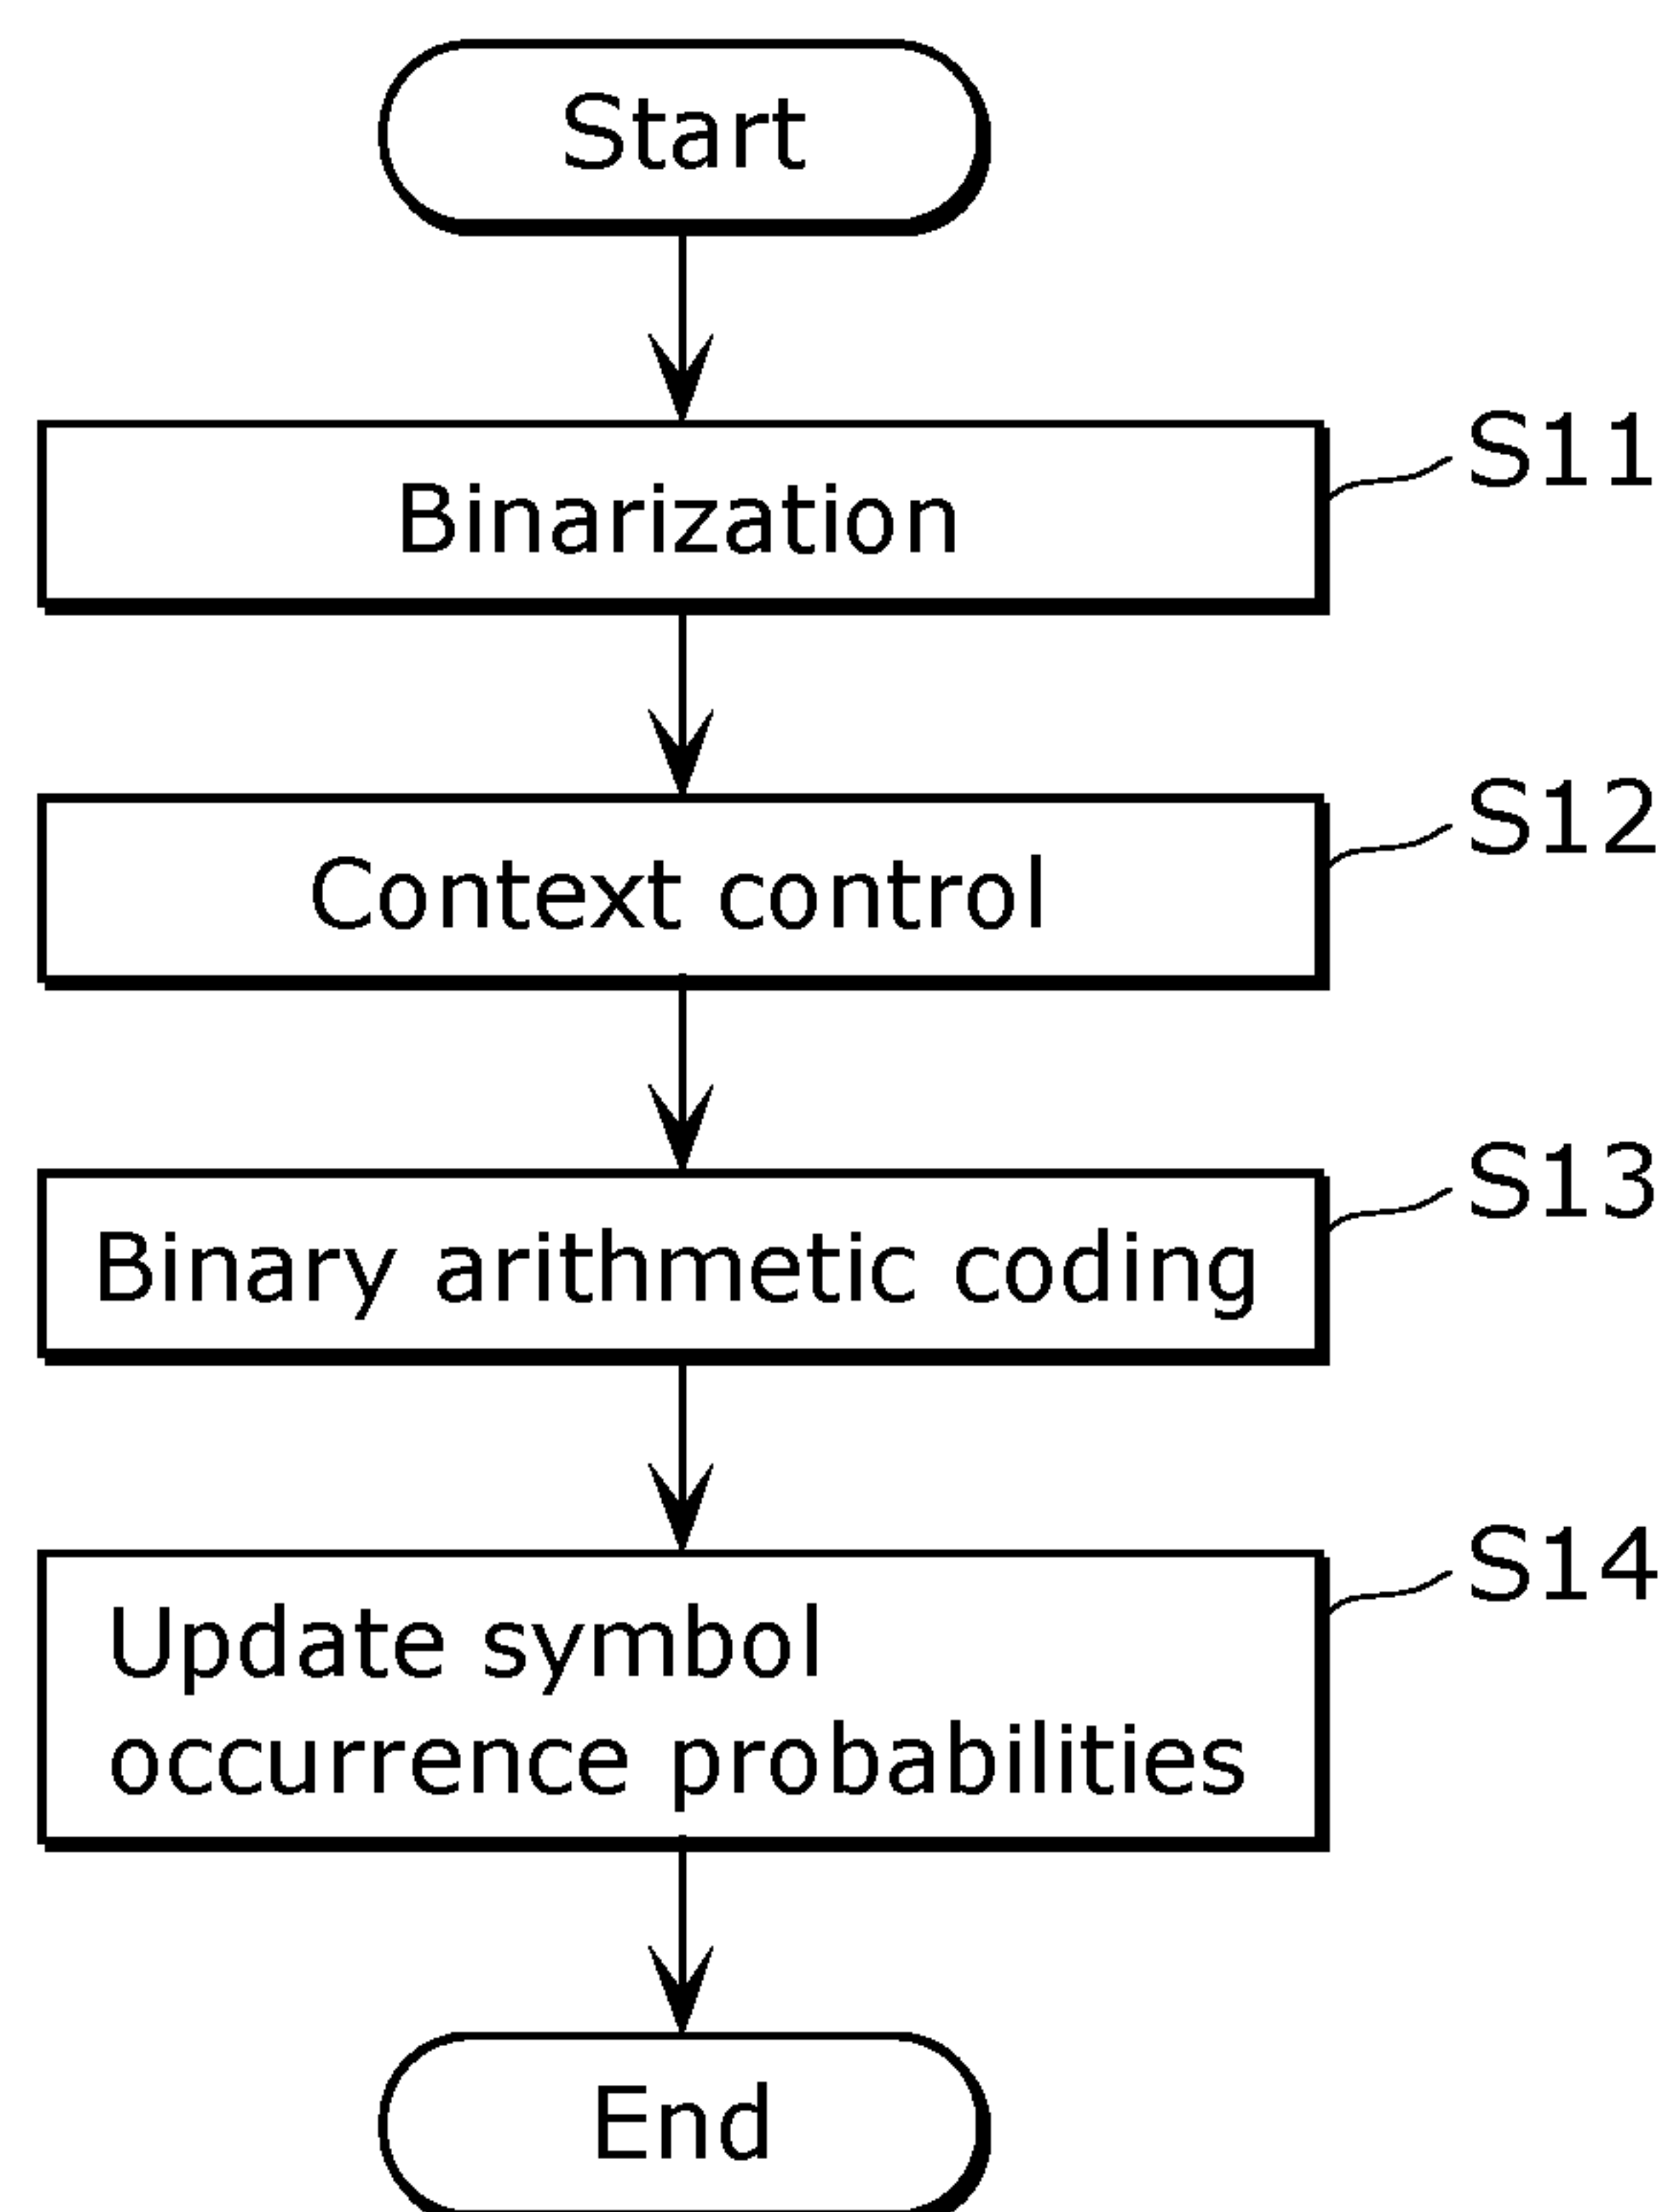 Start
Binarization
S11
Context control
S12
Binary arithmetic coding
S13
Update symbol
occurrence probabilities
S14
End